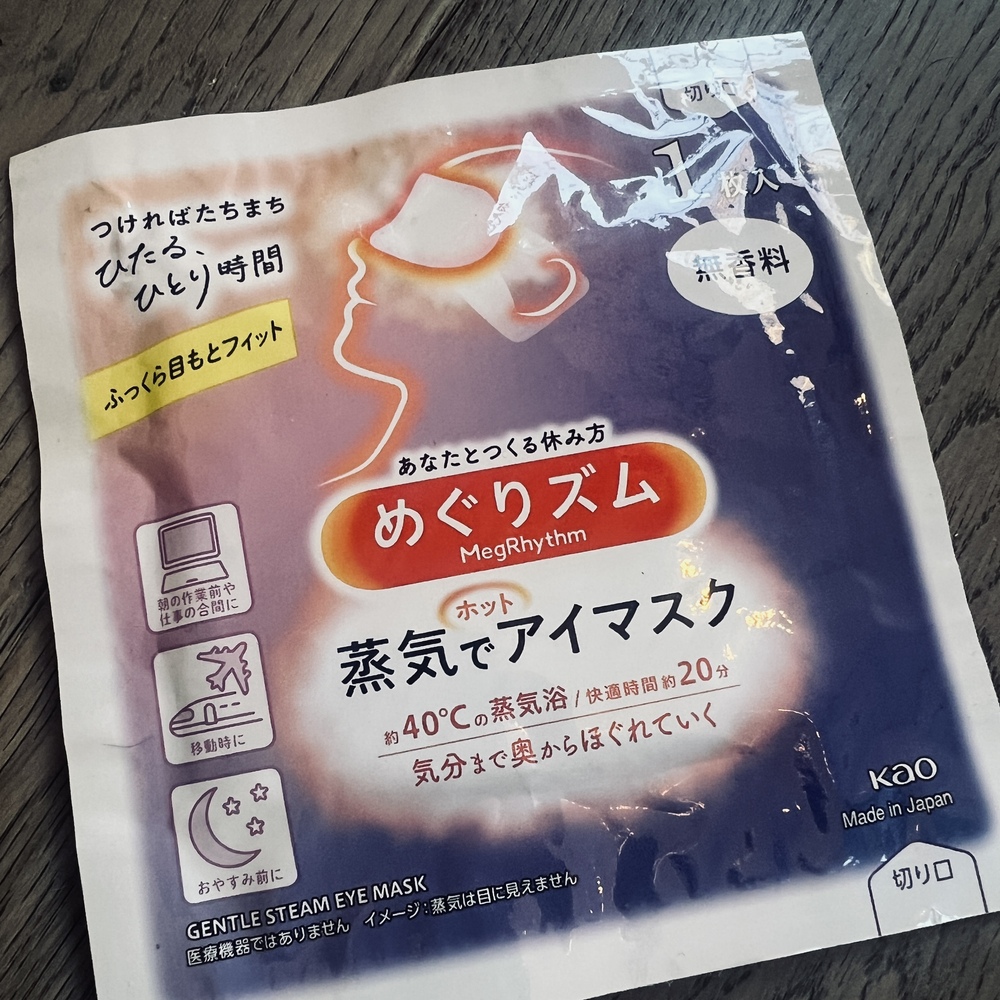 切り口
1枚入
無香料
つければたちまち
ひたる、
ひとり時間
ふっくら目もとフィット
あなたとつくる休み方
めぐりズム
MegRhythm
ホット
蒸気でアイマスク
約40℃の蒸気浴/快適時間約20分
気分まで奥からほぐれていく
朝の作業前や
仕事の合間に
移動時に
おやすみ前に
Kao
Made in Japan
切り口
GENTLE STEAM EYE MASK
医療機器ではありません イメージ:蒸気は目に見えません